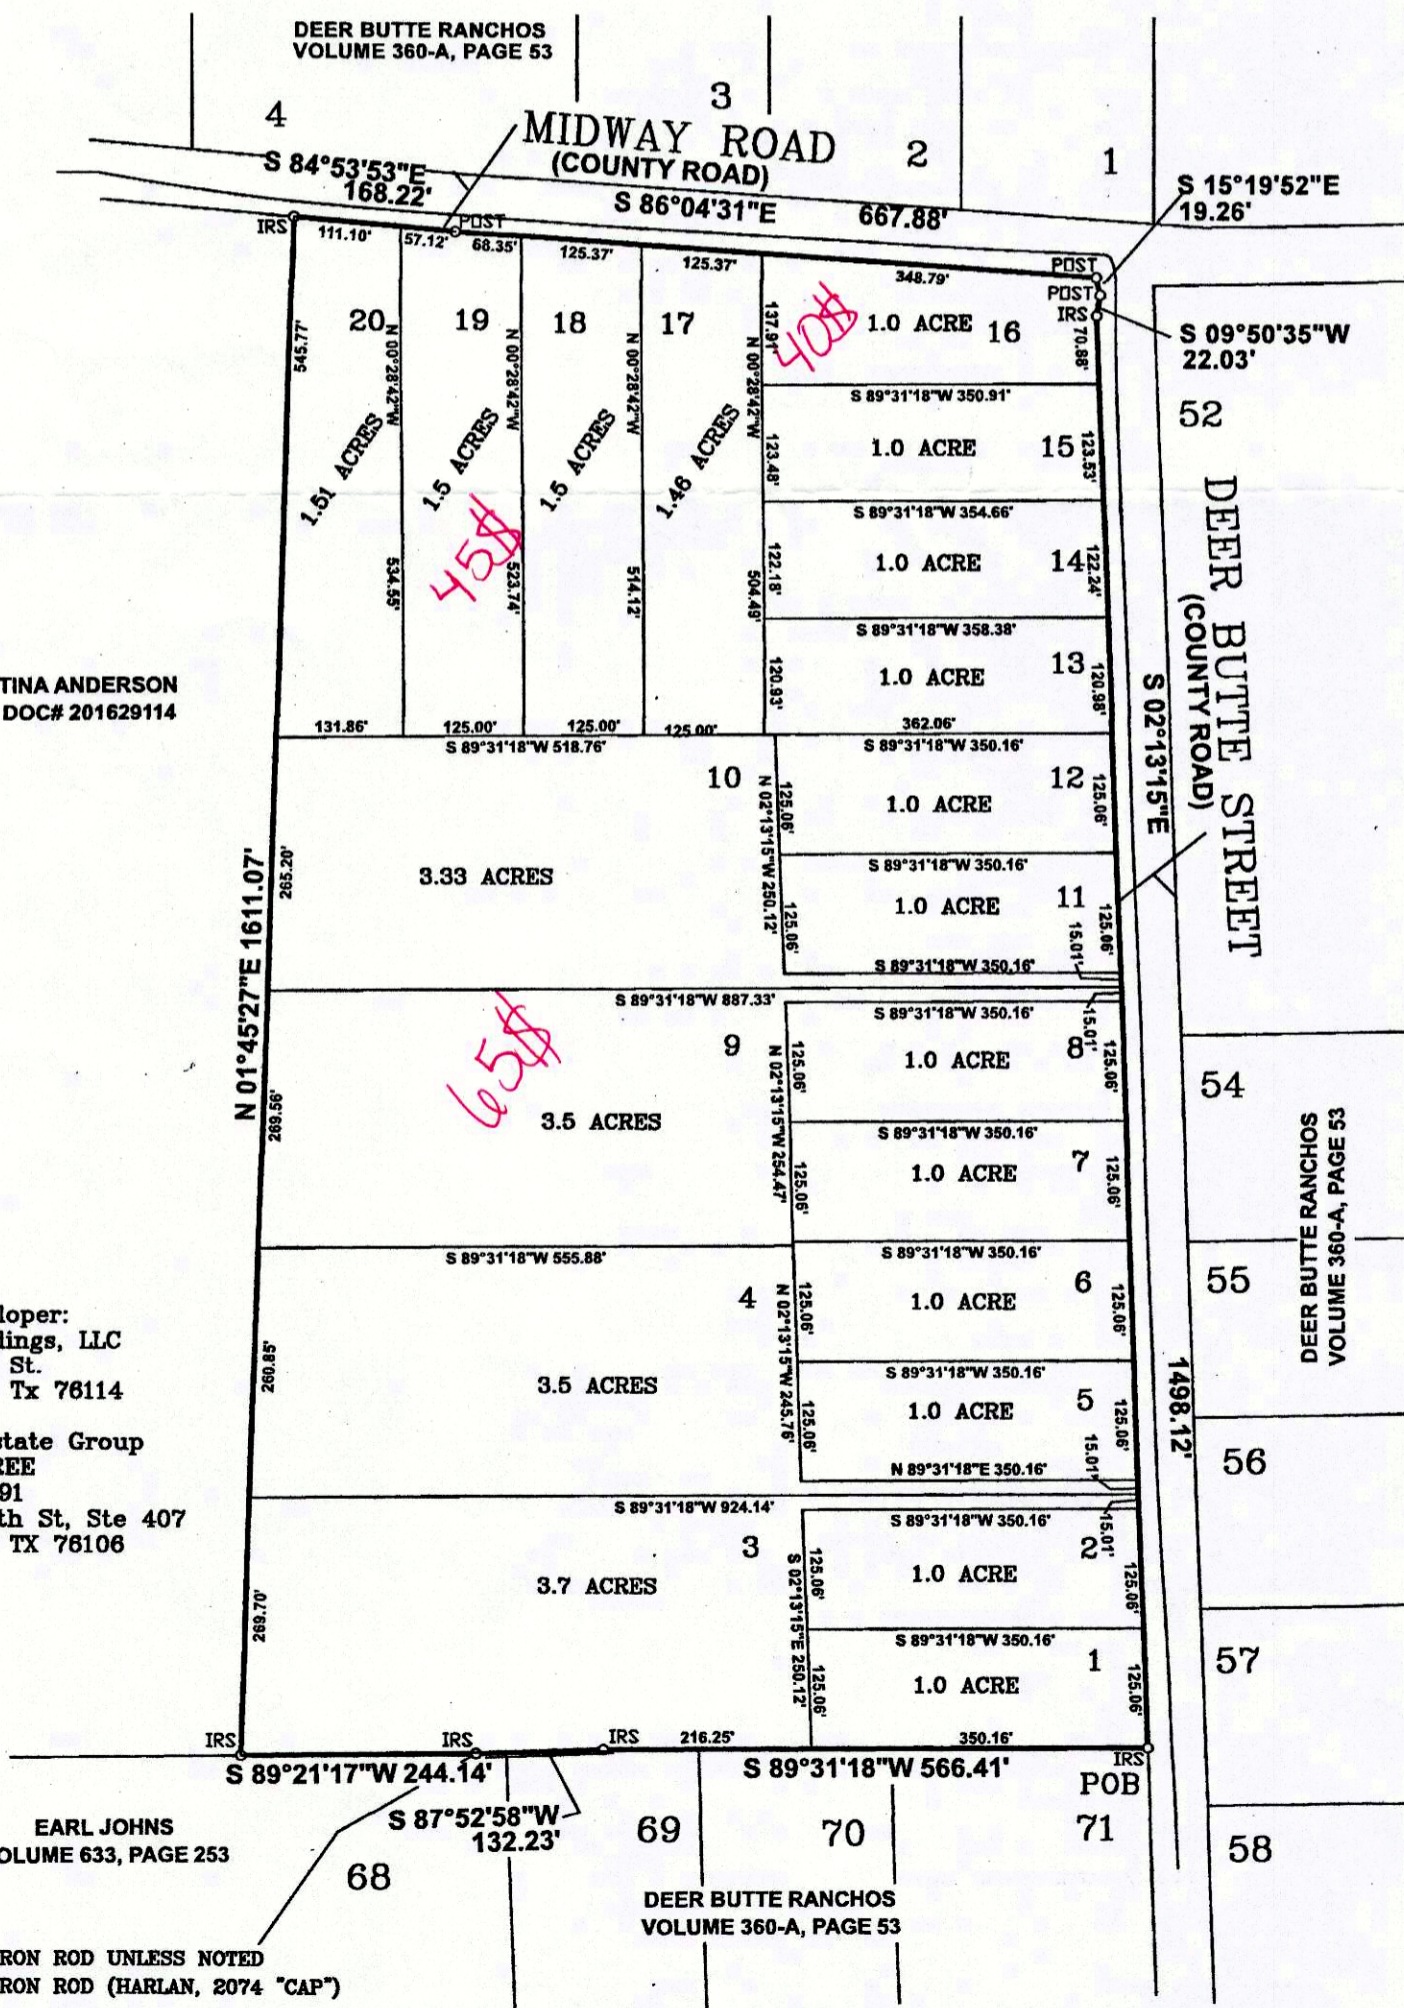 DEER BUTTE RANCHOS
VOLUME 360-A, PAGE 53
4
3
2
1
MIDWAY ROAD
(COUNTY ROAD)
S 84°53'53"E
168.22'
S 86°04'31"E 667.88'
S 15°19'52"E
19.26'
IRS
111.10'
57.12'
POST
68.35'
125.37'
125.37'
348.79'
POST
POST
IRS
S 09°50'35"W
22.03'
545.77'
20
N 00°28'42"W
1.51 ACRES
534.55'
19
N 00°28'42"W
1.5 ACRES
45$
523.74'
18
N 00°28'42"W
1.5 ACRES
514.12'
17
N 00°28'42"W
1.46 ACRES
504.49'
137.91'
40$
1.0 ACRE 16
70.88'
S 89°31'18"W 350.91'
123.48'
1.0 ACRE 15
123.53'
S 89°31'18"W 354.66'
122.18'
1.0 ACRE 14
122.24'
S 89°31'18"W 358.38'
120.93'
1.0 ACRE 13
120.98'
362.06'
52
DEER BUTTE STREET
(COUNTY ROAD)
S 02°13'15"E
1498.12'
TINA ANDERSON
DOC# 201629114
131.86'
125.00'
125.00'
125.00'
S 89°31'18"W 518.76'
S 89°31'18"W 350.16'
10
N 02°13'15"W 250.12'
125.06'
1.0 ACRE
12
125.06'
3.33 ACRES
265.20'
N 01°45'27"E 1611.07'
S 89°31'18"W 350.16'
125.06'
1.0 ACRE
11
125.06'
15.01'
S 89°31'18"W 350.16'
S 89°31'18"W 887.33'
S 89°31'18"W 350.16'
15.01'
65$
9
N 02°13'15"W 254.47'
125.06'
1.0 ACRE
8
125.06'
269.56'
3.5 ACRES
S 89°31'18"W 350.16'
125.06'
1.0 ACRE
7
125.06'
54
DEER BUTTE RANCHOS
VOLUME 360-A, PAGE 53
S 89°31'18"W 555.88'
S 89°31'18"W 350.16'
4
N 02°13'15"W 245.76'
125.06'
1.0 ACRE
6
125.06'
55
260.85'
3.5 ACRES
S 89°31'18"W 350.16'
125.06'
1.0 ACRE
5
125.06'
15.01'
N 89°31'18"E 350.16'
56
loper:
dings, LLC
St.
Tx 76114
state Group
REE
91
th St, Ste 407
TX 76106
S 89°31'18"W 924.14'
S 89°31'18"W 350.16'
15.01'
3
S 02°13'15"E 250.12'
125.06'
1.0 ACRE
2
125.06'
3.7 ACRES
269.70'
S 89°31'18"W 350.16'
125.06'
1.0 ACRE
1
125.06'
57
IRS
IRS
IRS
216.25'
350.16'
IRS
S 89°21'17"W 244.14'
S 89°31'18"W 566.41'
POB
S 87°52'58"W
132.23'
EARL JOHNS
OLUME 633, PAGE 253
68
69
70
71
58
DEER BUTTE RANCHOS
VOLUME 360-A, PAGE 53
RON ROD UNLESS NOTED
RON ROD (HARLAN, 2074 "CAP")